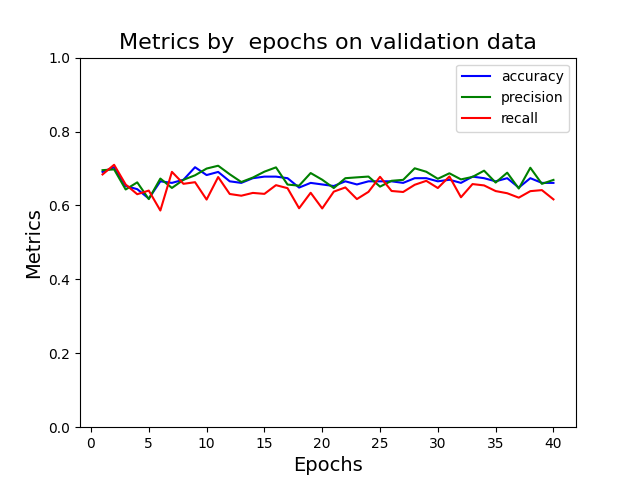 Metrics by  epochs on validation data
accuracy
precision
recall
Metrics
1.0
0.8
0.6
0.4
0.2
0.0
0 5 10 15 20 25 30 35 40
Epochs